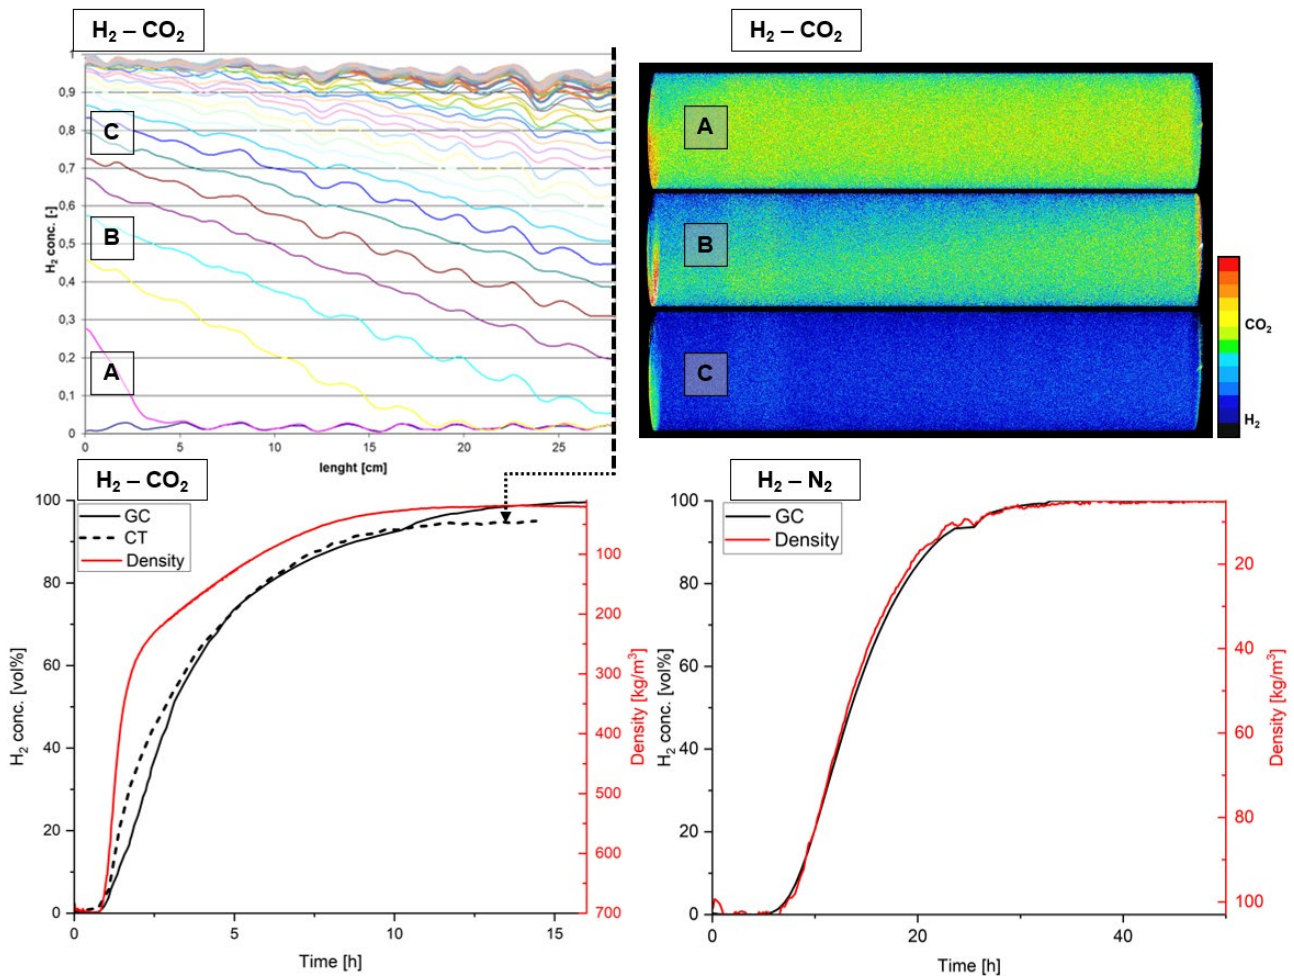 H₂ – CO₂
1
0,9
0,8
0,7
0,6
0,5
0,4
0,3
0,2
0,1
0
H₂ conc. [-]
C
B
A
0
5
10
15
20
25
lenght [cm]
H₂ – CO₂
A
B
C
CO₂
H₂
H₂ – CO₂
GC
CT
Density
100
80
60
40
20
0
H₂ conc. [vol%]
100
200
300
400
500
600
700
Density [kg/m³]
0
5
10
15
Time [h]
H₂ – N₂
GC
Density
100
80
60
40
20
0
H₂ conc. [vol%]
20
40
60
80
100
Density [kg/m³]
0
20
40
Time [h]